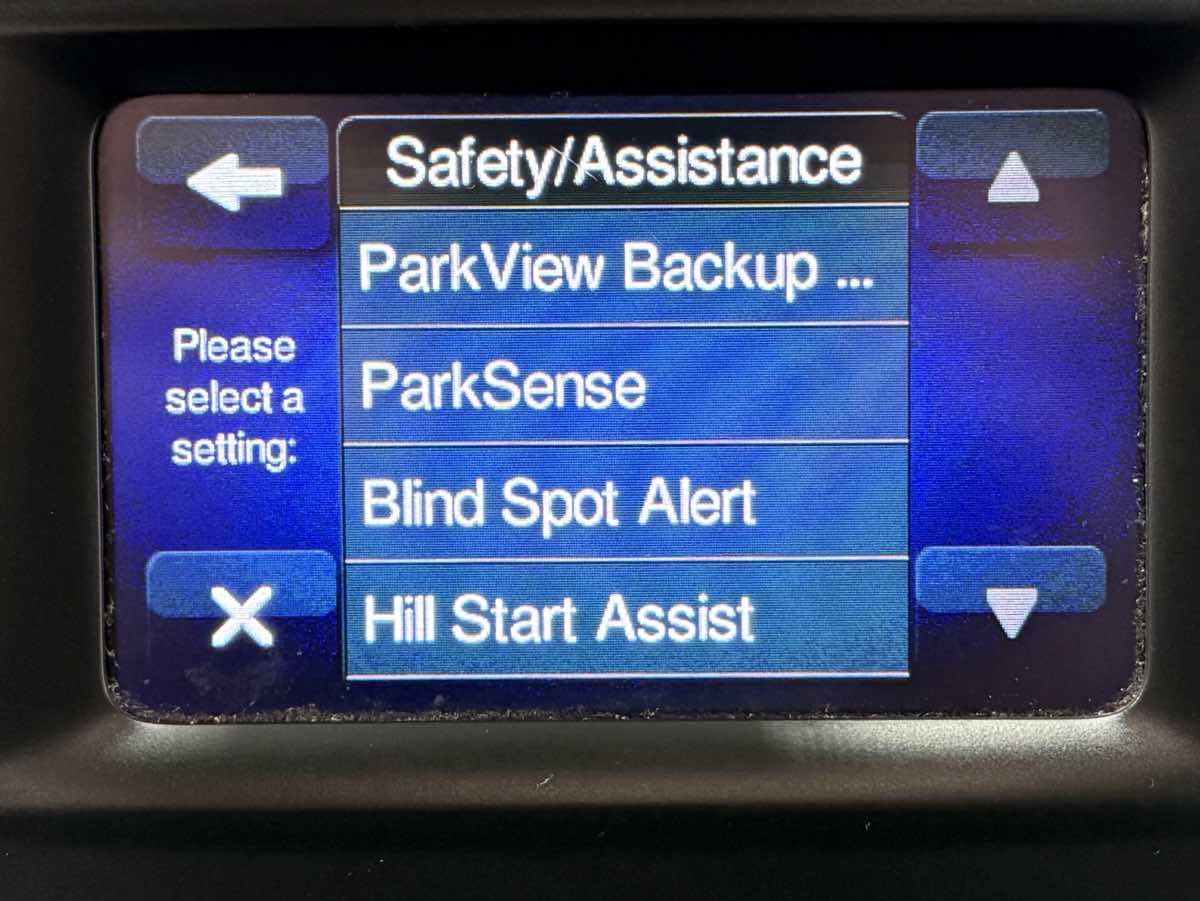 Safety/Assistance
ParkView Backup ...
Please
select a
setting:
ParkSense
Blind Spot Alert
Hill Start Assist